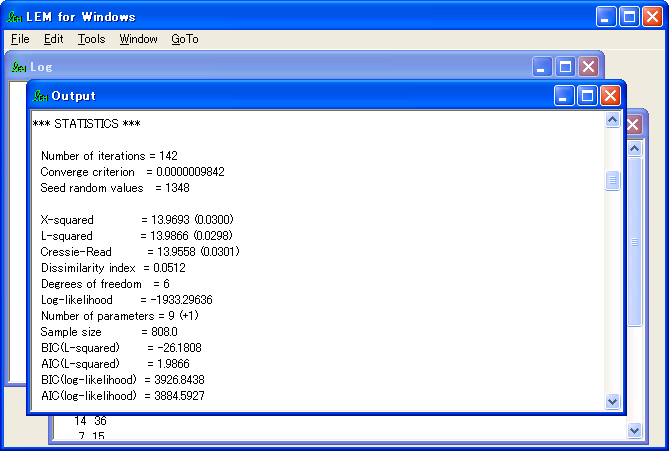 LEM for Windows
File Edit Tools Window GoTo
Log
Output
*** STATISTICS ***
Number of iterations = 142
Converge criterion = 0.0000009842
Seed random values = 1348
X-squared = 13.9693 (0.0300)
L-squared = 13.9866 (0.0298)
Cressie-Read = 13.9558 (0.0301)
Dissimilarity index = 0.0512
Degrees of freedom = 6
Log-likelihood = -1933.29636
Number of parameters = 9 (+1)
Sample size = 808.0
BIC(L-squared) = -26.1808
AIC(L-squared) = 1.9866
BIC(log-likelihood) = 3926.8438
AIC(log-likelihood) = 3884.5927
14 36
7 15